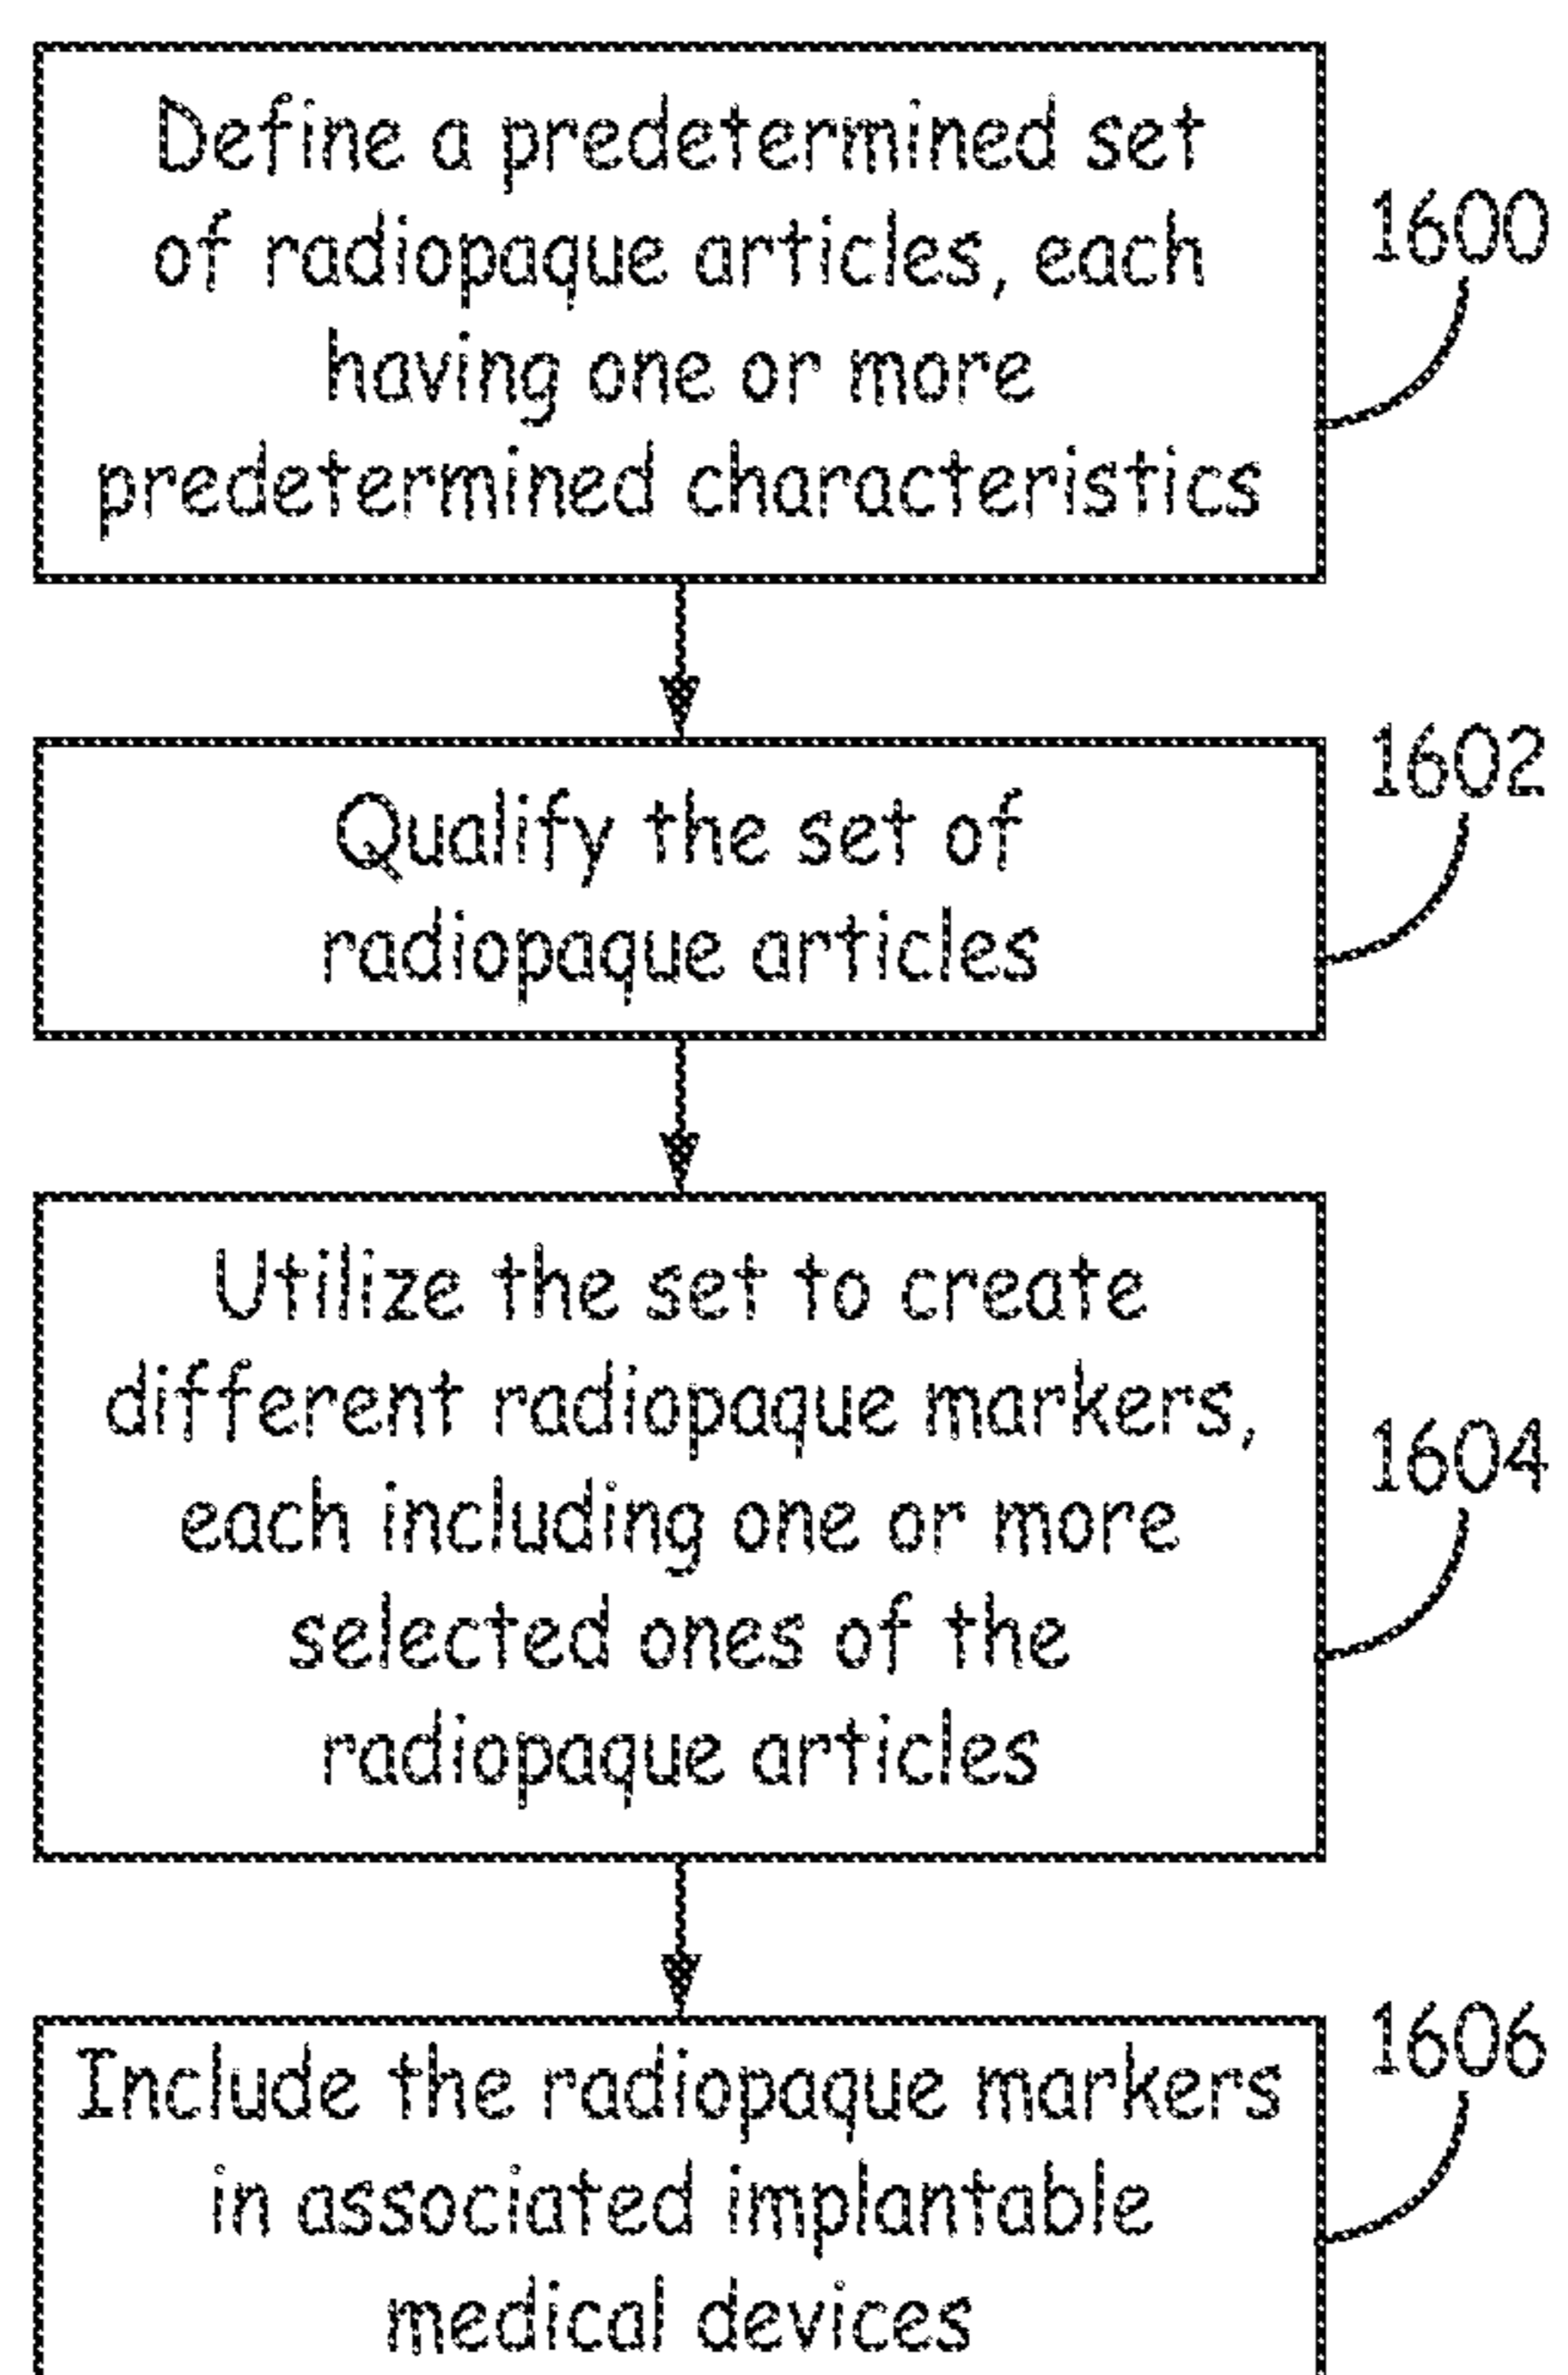 Define a predetermined set
of radiopaque articles, each
having one or more
predetermined characteristics
1600
Qualify the set of
radiopaque articles
1602
Utilize the set to create
different radiopaque markers,
each including one or more
selected ones of the
radiopaque articles
1604
Include the radiopaque markers
in associated implantable
medical devices
1606